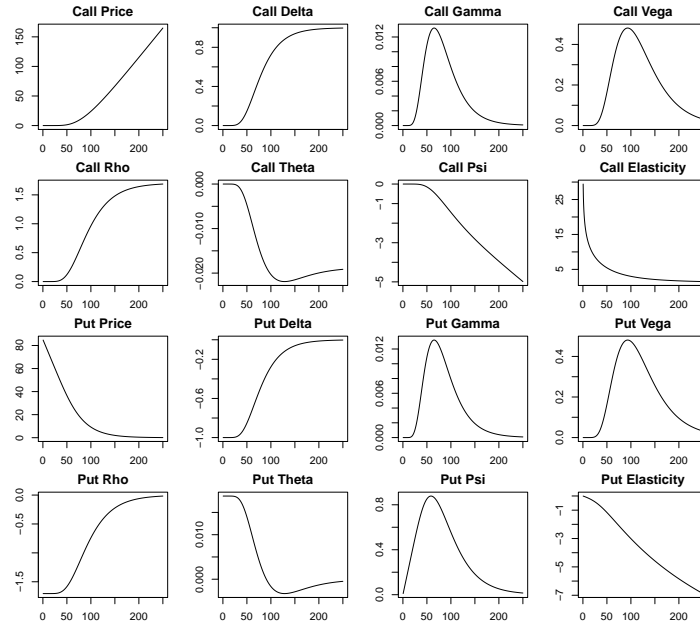 Call Price
Call Delta
Call Gamma
Call Vega
0 50 100 150
0.0 0.4 0.8
0.000 0.006 0.012
0.0 0.2 0.4
0 50 100 200
0 50 100 200
0 50 100 200
0 50 100 200
Call Rho
Call Theta
Call Psi
Call Elasticity
0.0 0.5 1.0 1.5
−0.020 −0.010 0.000
−5 −3 −1 0
5 15 25
0 50 100 200
0 50 100 200
0 50 100 200
0 50 100 200
Put Price
Put Delta
Put Gamma
Put Vega
0 20 40 60 80
−1.0 −0.6 −0.2
0.000 0.006 0.012
0.0 0.2 0.4
0 50 100 200
0 50 100 200
0 50 100 200
0 50 100 200
Put Rho
Put Theta
Put Psi
Put Elasticity
−1.5 −0.5 0.0
0.000 0.010
0.0 0.4 0.8
−7 −5 −3 −1
0 50 100 200
0 50 100 200
0 50 100 200
0 50 100 200